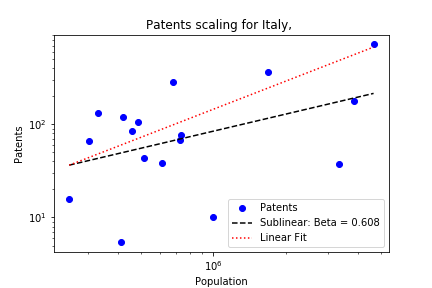 Patents scaling for Italy,
Patents
10²
10¹
Patents
Sublinear: Beta = 0.608
Linear Fit
10⁶
Population